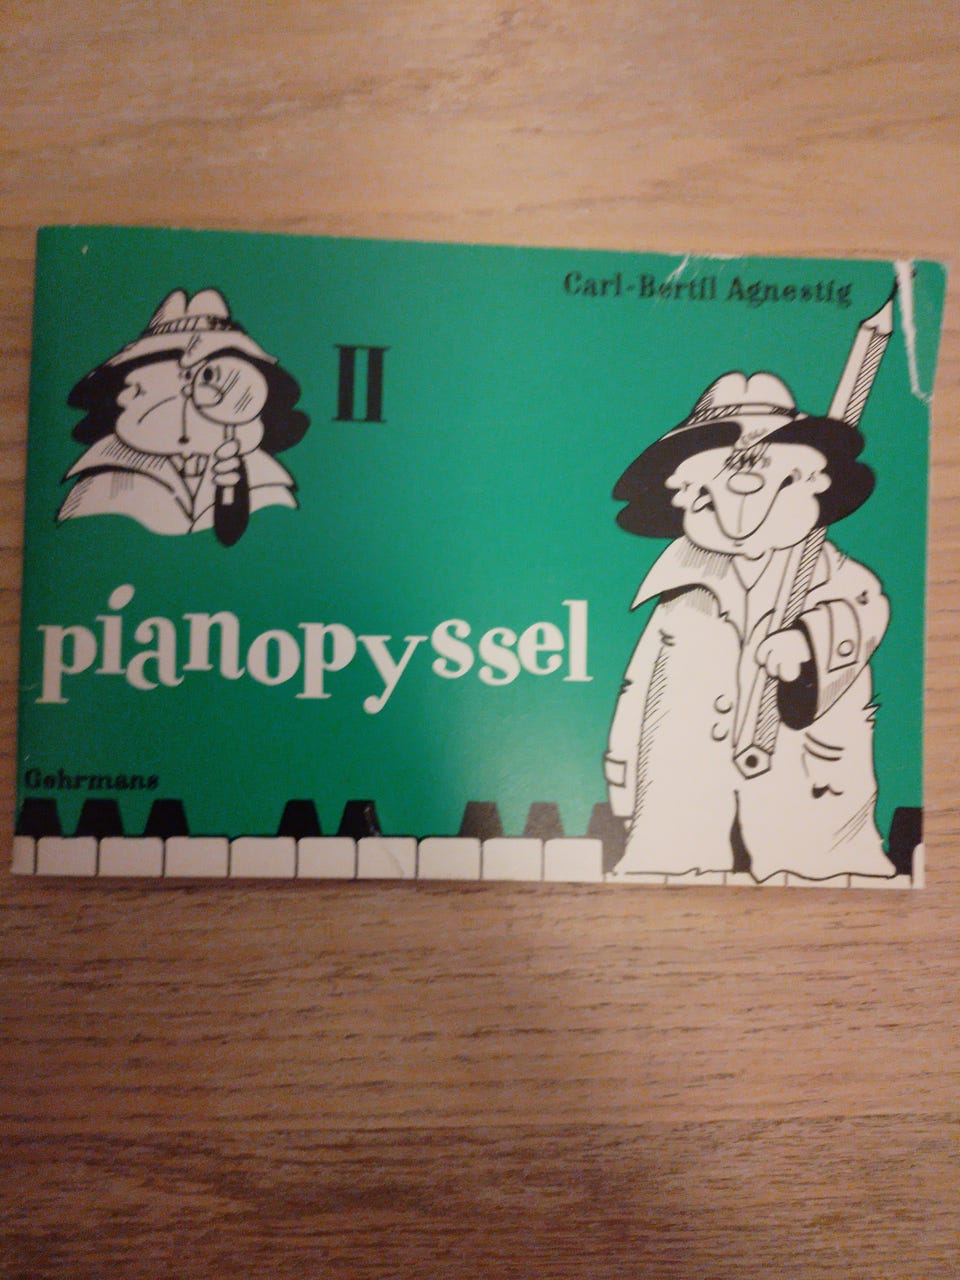 Carl-Bertil Agnestig
II
pianopyssel
Gehrmans